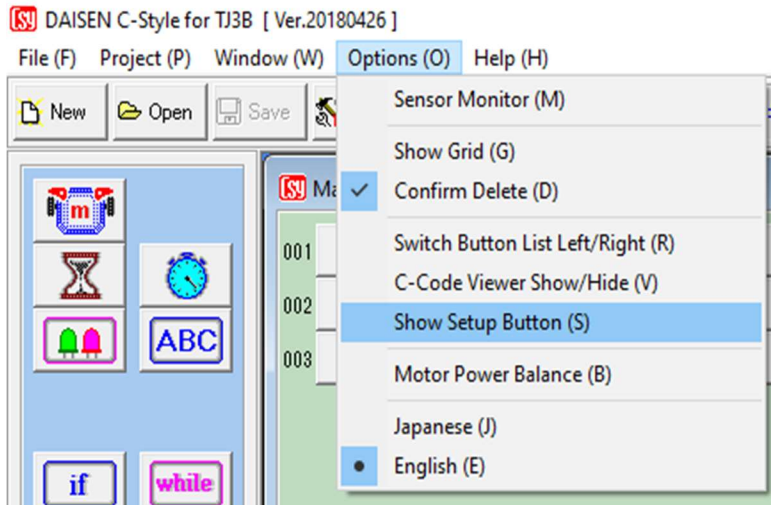 DAISEN C-Style for TJ3B [ Ver.20180426 ]
File (F) Project (P) Window (W) Options (O) Help (H)
New Open Save
Sensor Monitor (M)
Show Grid (G)
Confirm Delete (D)
Switch Button List Left/Right (R)
C-Code Viewer Show/Hide (V)
Show Setup Button (S)
Motor Power Balance (B)
Japanese (J)
English (E)
m
ABC
if while
001
002
003